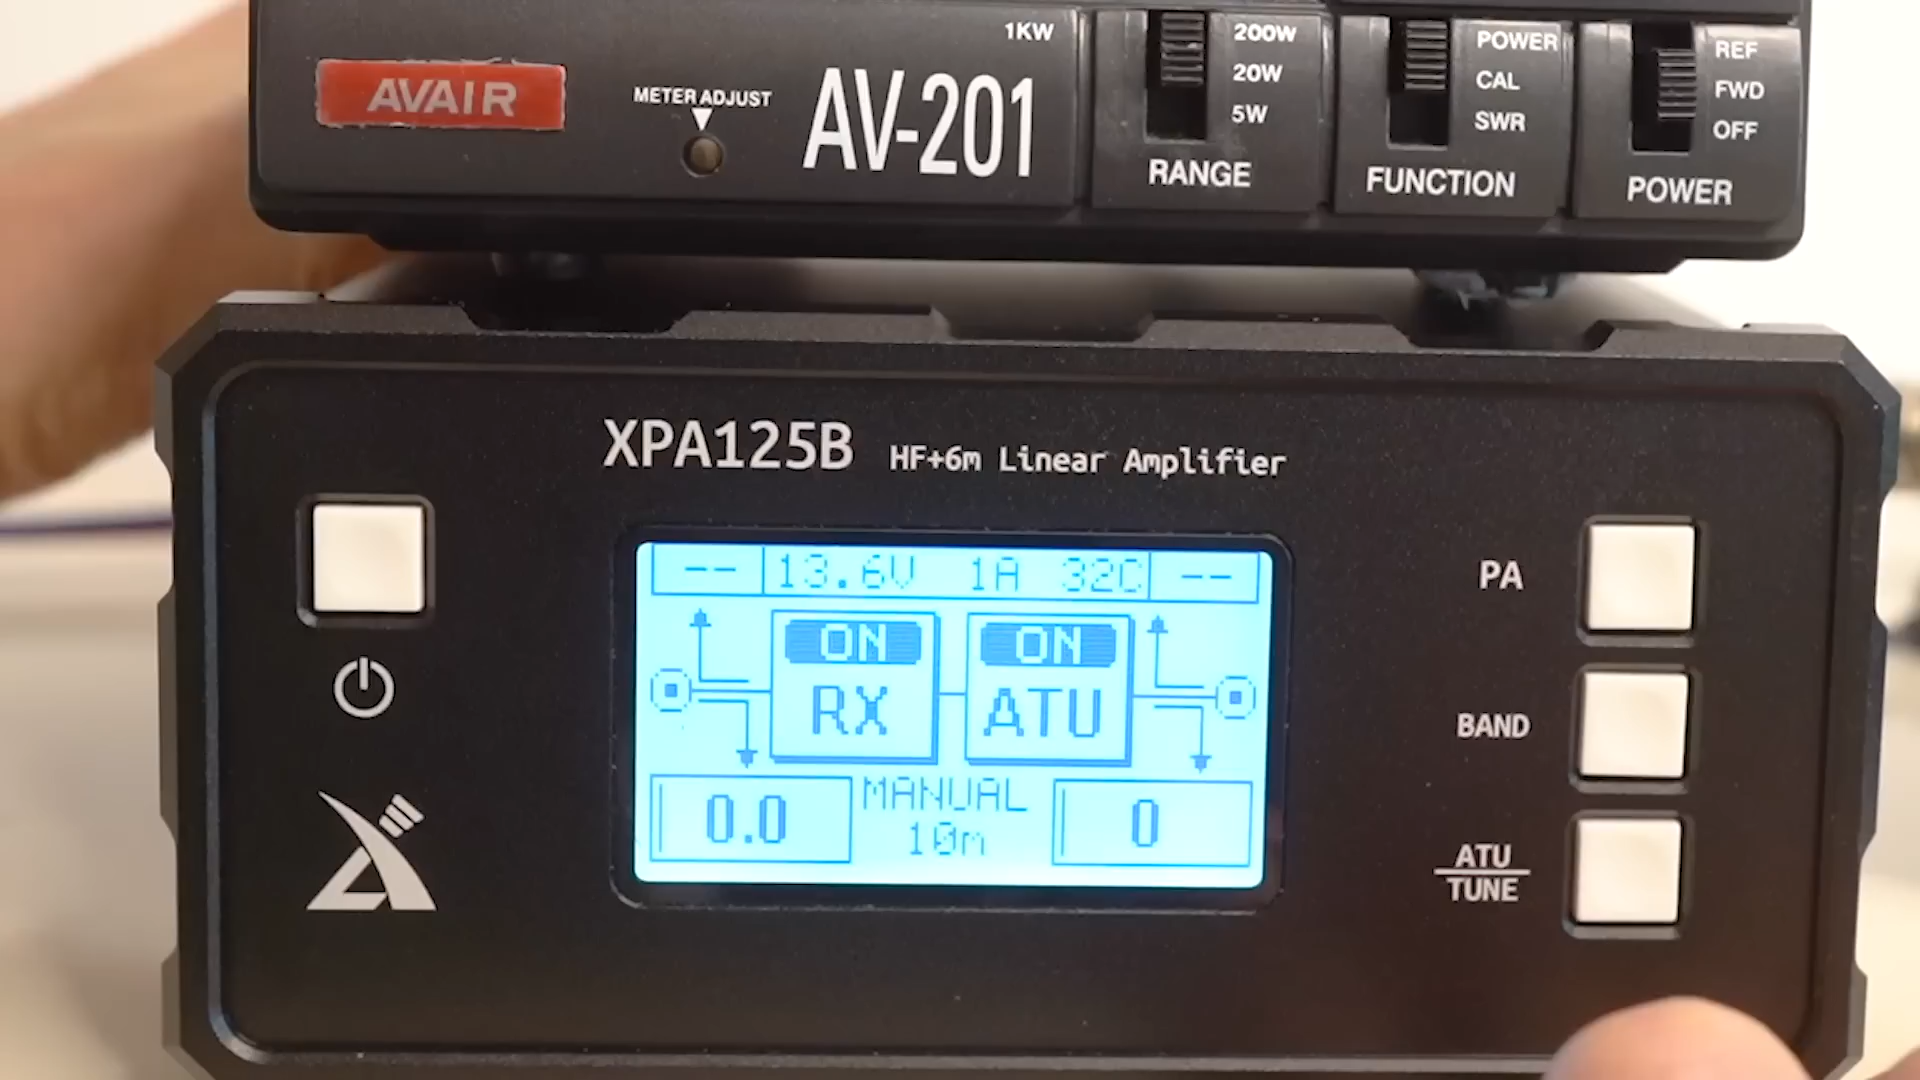 AVAIR
METER ADJUST
AV-201
1KW
200W
20W
5W
RANGE
POWER
CAL
SWR
FUNCTION
REF
FWD
OFF
POWER
XPA125B HF+6m Linear Amplifier
-- 13.6V 1A 32C --
ON ON
RX ATU
0.0 MANUAL 0
10m
PA
BAND
ATU
TUNE